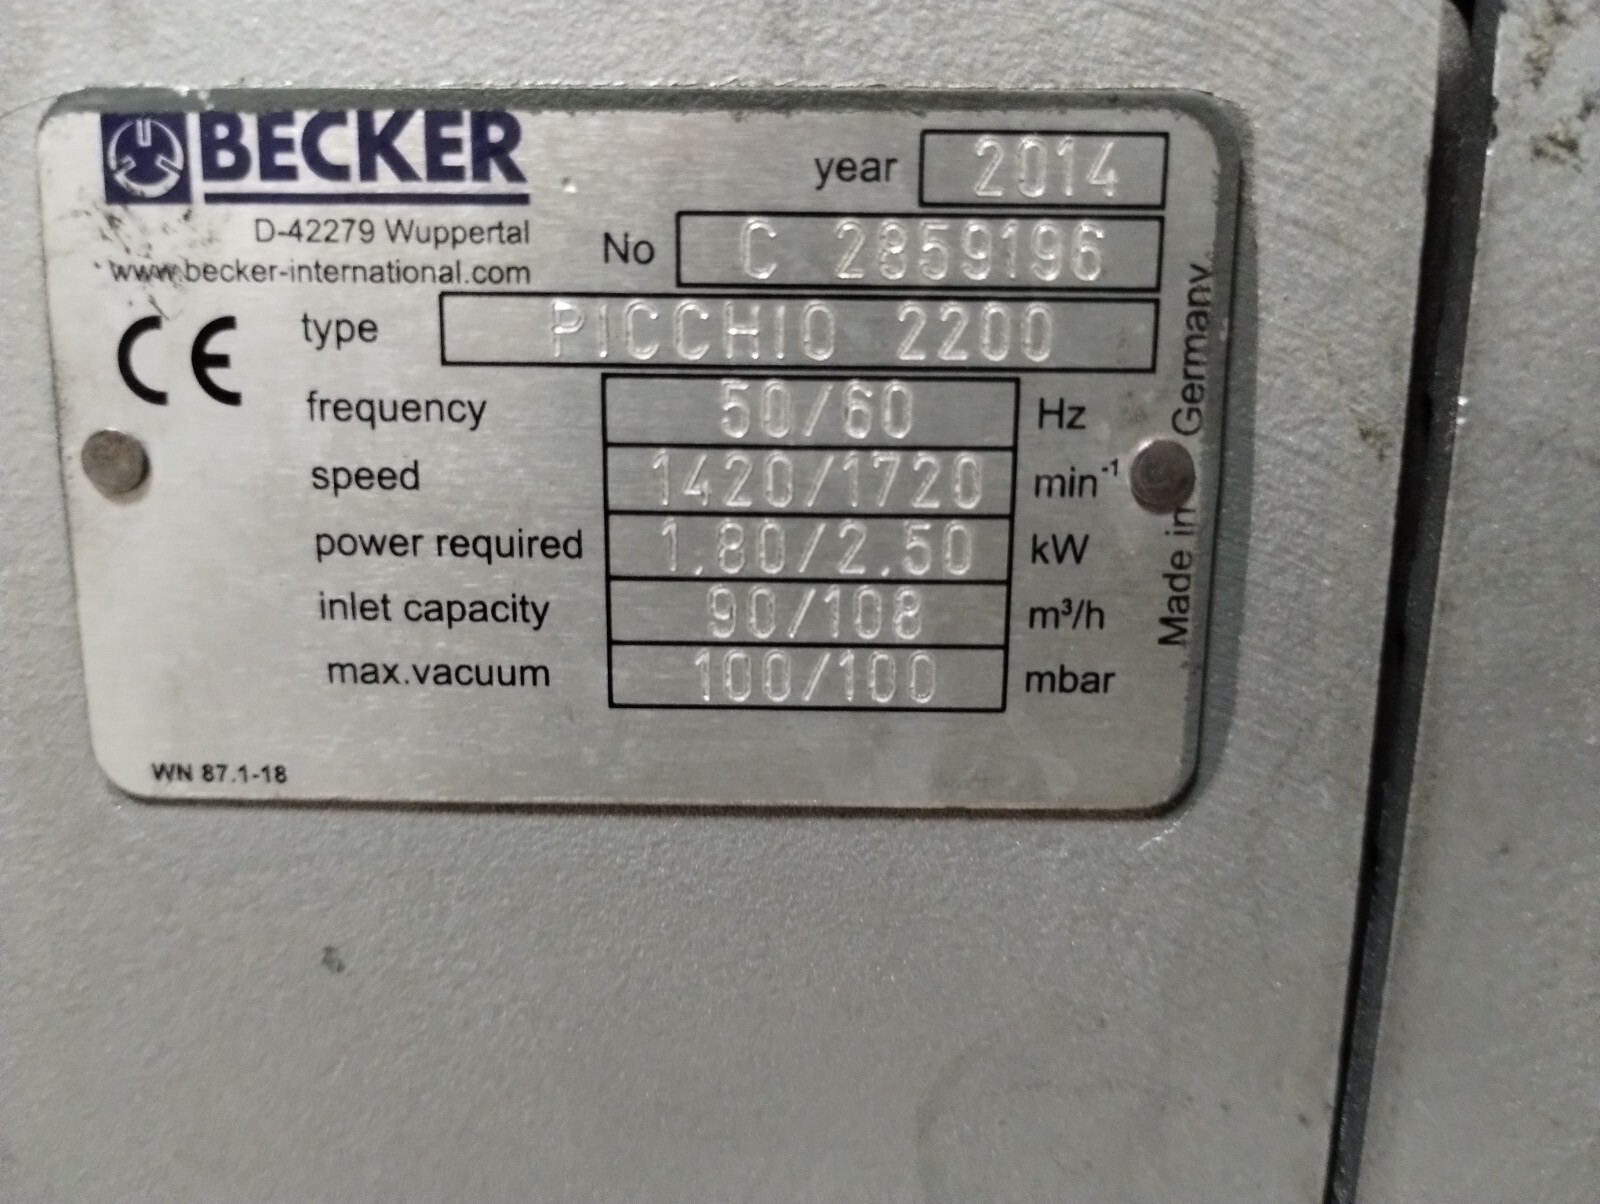 BECKER
D-42279 Wuppertal
www.becker-international.com
year 2014
No C 2859196
type PICCHIO 2200
frequency 50/60 Hz
speed 1420/1720 min⁻¹
power required 1.80/2.50 kW
inlet capacity 90/108 m³/h
max.vacuum 100/100 mbar
CE
Made in Germany
WN 87.1-18